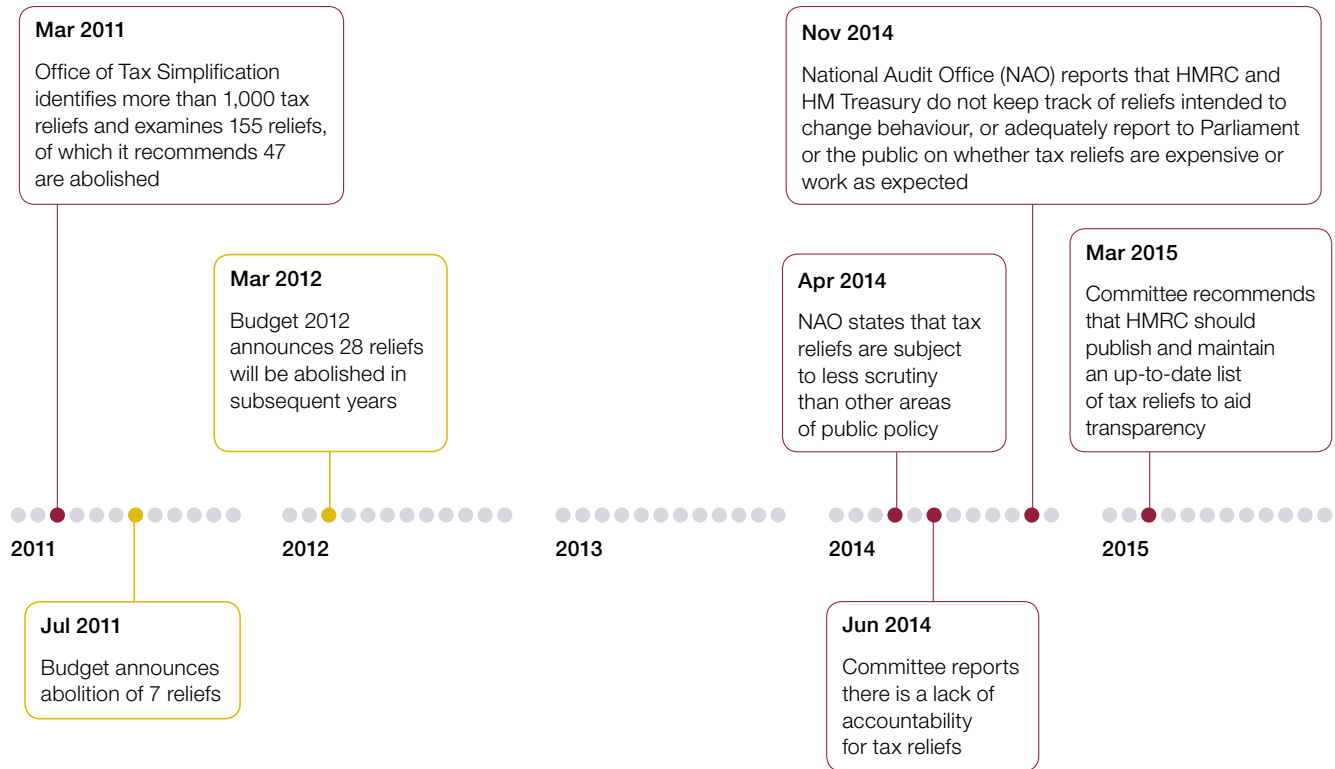 Mar 2011
Office of Tax Simplification
identifies more than 1,000 tax
reliefs and examines 155 reliefs,
of which it recommends 47
are abolished
Nov 2014
National Audit Office (NAO) reports that HMRC and
HM Treasury do not keep track of reliefs intended to
change behaviour, or adequately report to Parliament
or the public on whether tax reliefs are expensive or
work as expected
Mar 2012
Budget 2012
announces 28 reliefs
will be abolished in
subsequent years
Apr 2014
NAO states that tax
reliefs are subject
to less scrutiny
than other areas
of public policy
Mar 2015
Committee recommends
that HMRC should
publish and maintain
an up-to-date list
of tax reliefs to aid
transparency
2011
2012
2013
2014
2015
Jul 2011
Budget announces
abolition of 7 reliefs
Jun 2014
Committee reports
there is a lack of
accountability
for tax reliefs